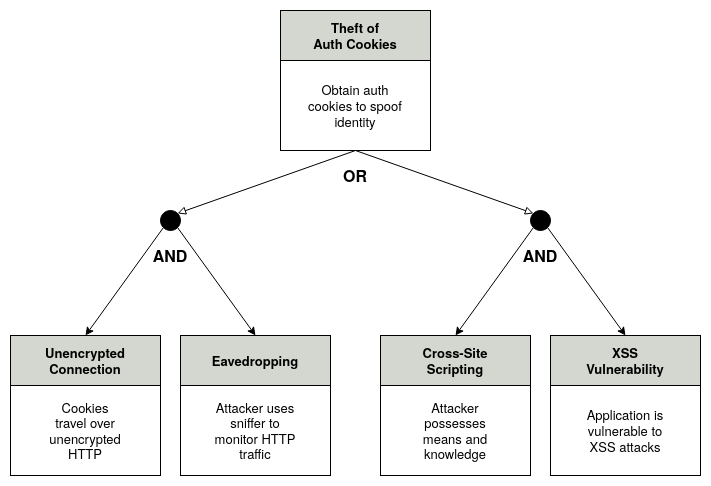 Theft of
Auth Cookies
Obtain auth
cookies to spoof
identity
OR
AND
AND
Unencrypted
Connection
Cookies
travel over
unencrypted
HTTP
Eavedropping
Attacker uses
sniffer to
monitor HTTP
traffic
Cross-Site
Scripting
Attacker
possesses
means and
knowledge
XSS
Vulnerability
Application is
vulnerable to
XSS attacks